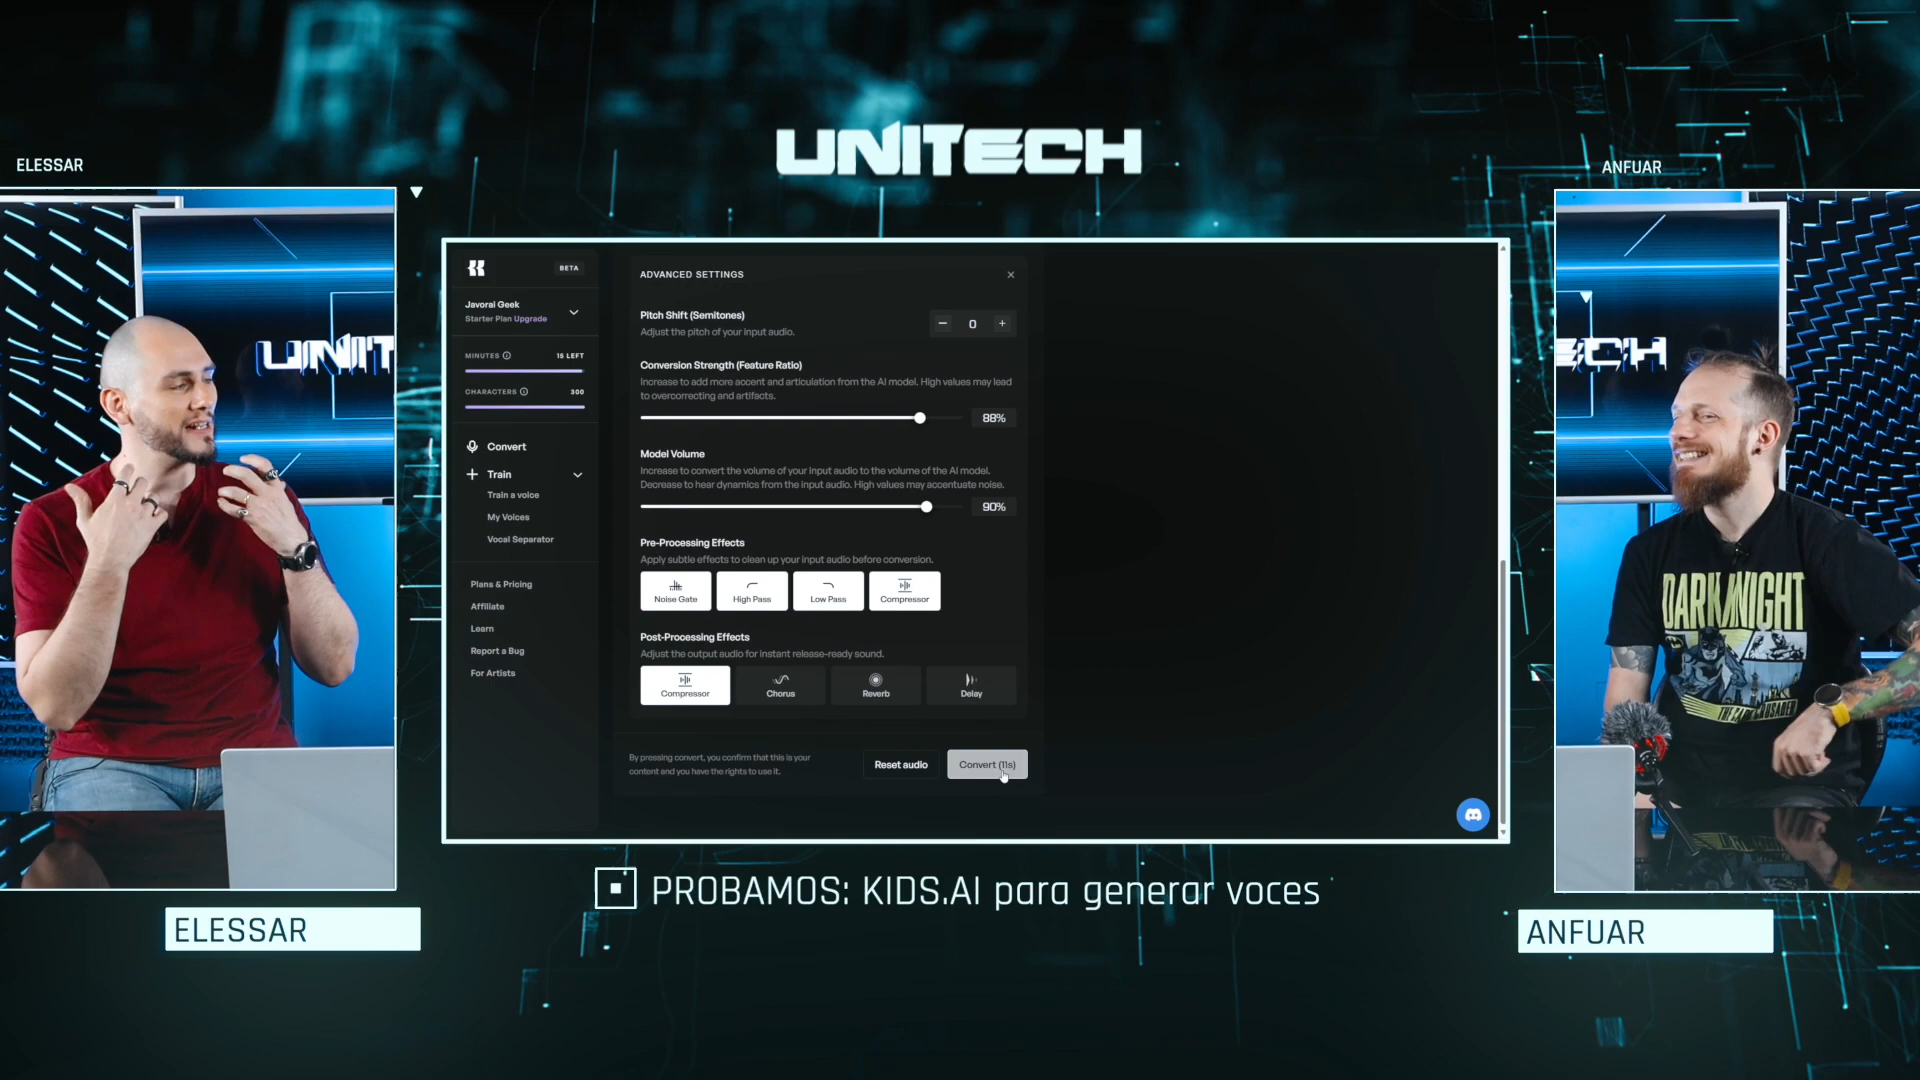 UNITECH
ELESSAR
ANFUAR
UNIT
ECH
BETA
Javorai Geek
Starter Plan Upgrade
MINUTES 15 LEFT
CHARACTERS 300
Convert
Train
Train a voice
My Voices
Vocal Separator
Plans & Pricing
Affiliate
Learn
Report a Bug
For Artists
ADVANCED SETTINGS
Pitch Shift (Semitones)
Adjust the pitch of your input audio.
0
Conversion Strength (Feature Ratio)
Increase to add more accent and articulation from the AI model. High values may lead
to overcorrecting and artifacts.
88%
Model Volume
Increase to convert the volume of your input audio to the volume of the AI model.
Decrease to hear dynamics from the input audio. High values may accentuate noise.
90%
Pre-Processing Effects
Apply subtle effects to clean up your input audio before conversion.
Noise Gate High Pass Low Pass Compressor
Post-Processing Effects
Adjust the output audio for instant release-ready sound.
Compressor Chorus Reverb Delay
By pressing convert, you confirm that this is your
content and you have the rights to use it.
Reset audio
Convert (11s)
DARK KNIGHT
PROBAMOS: KIDS.AI para generar voces
ELESSAR
ANFUAR